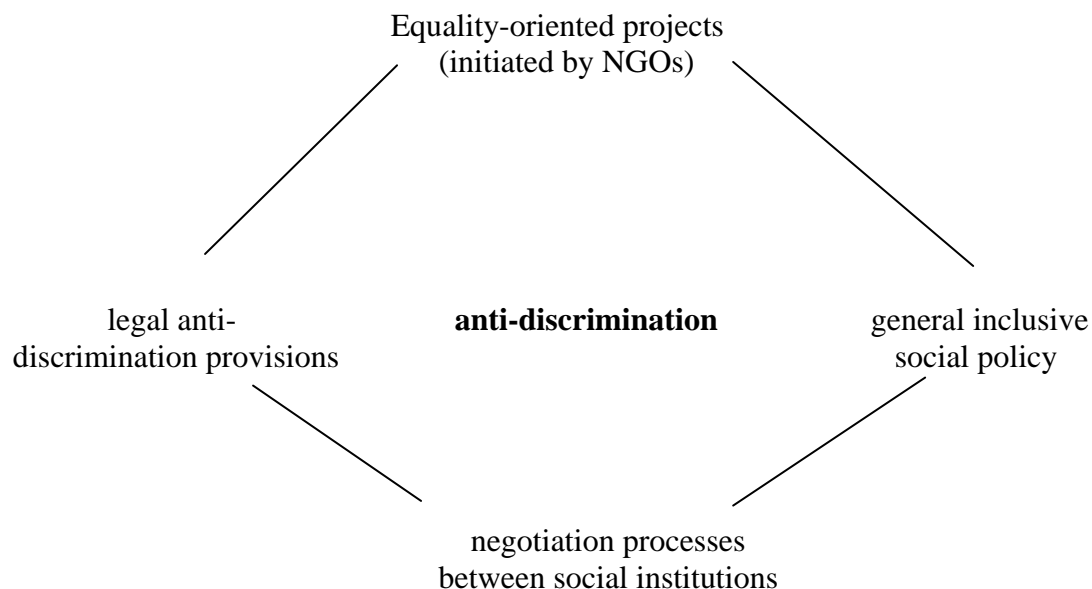 Equality-oriented projects
(initiated by NGOs)
legal anti-
discrimination provisions
anti-discrimination
general inclusive
social policy
negotiation processes
between social institutions